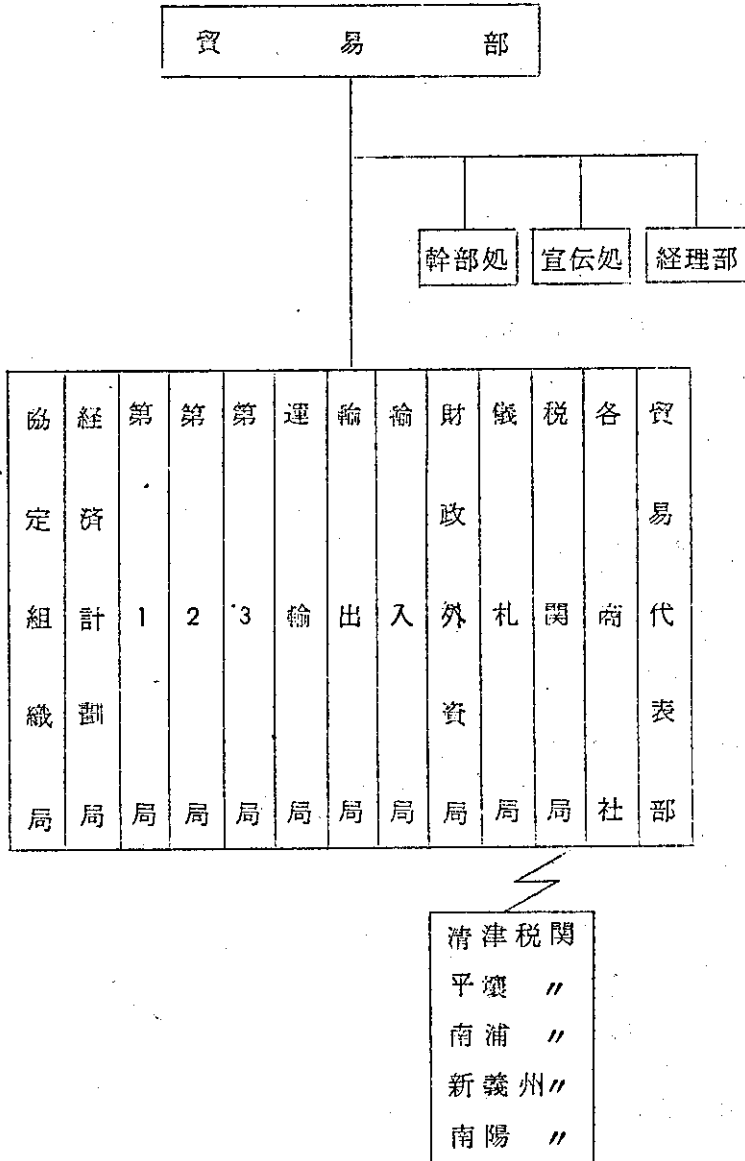 貿易部
幹部処
宣伝処
経理部
協定組織局
経済計劃局
第1局
第2局
第3局
運輸局
輸出局
輸入局
財政外資局
儀礼局
税関局
各商社
貿易代表部
清津税関
平壌 〃
南浦 〃
新義州〃
南陽 〃